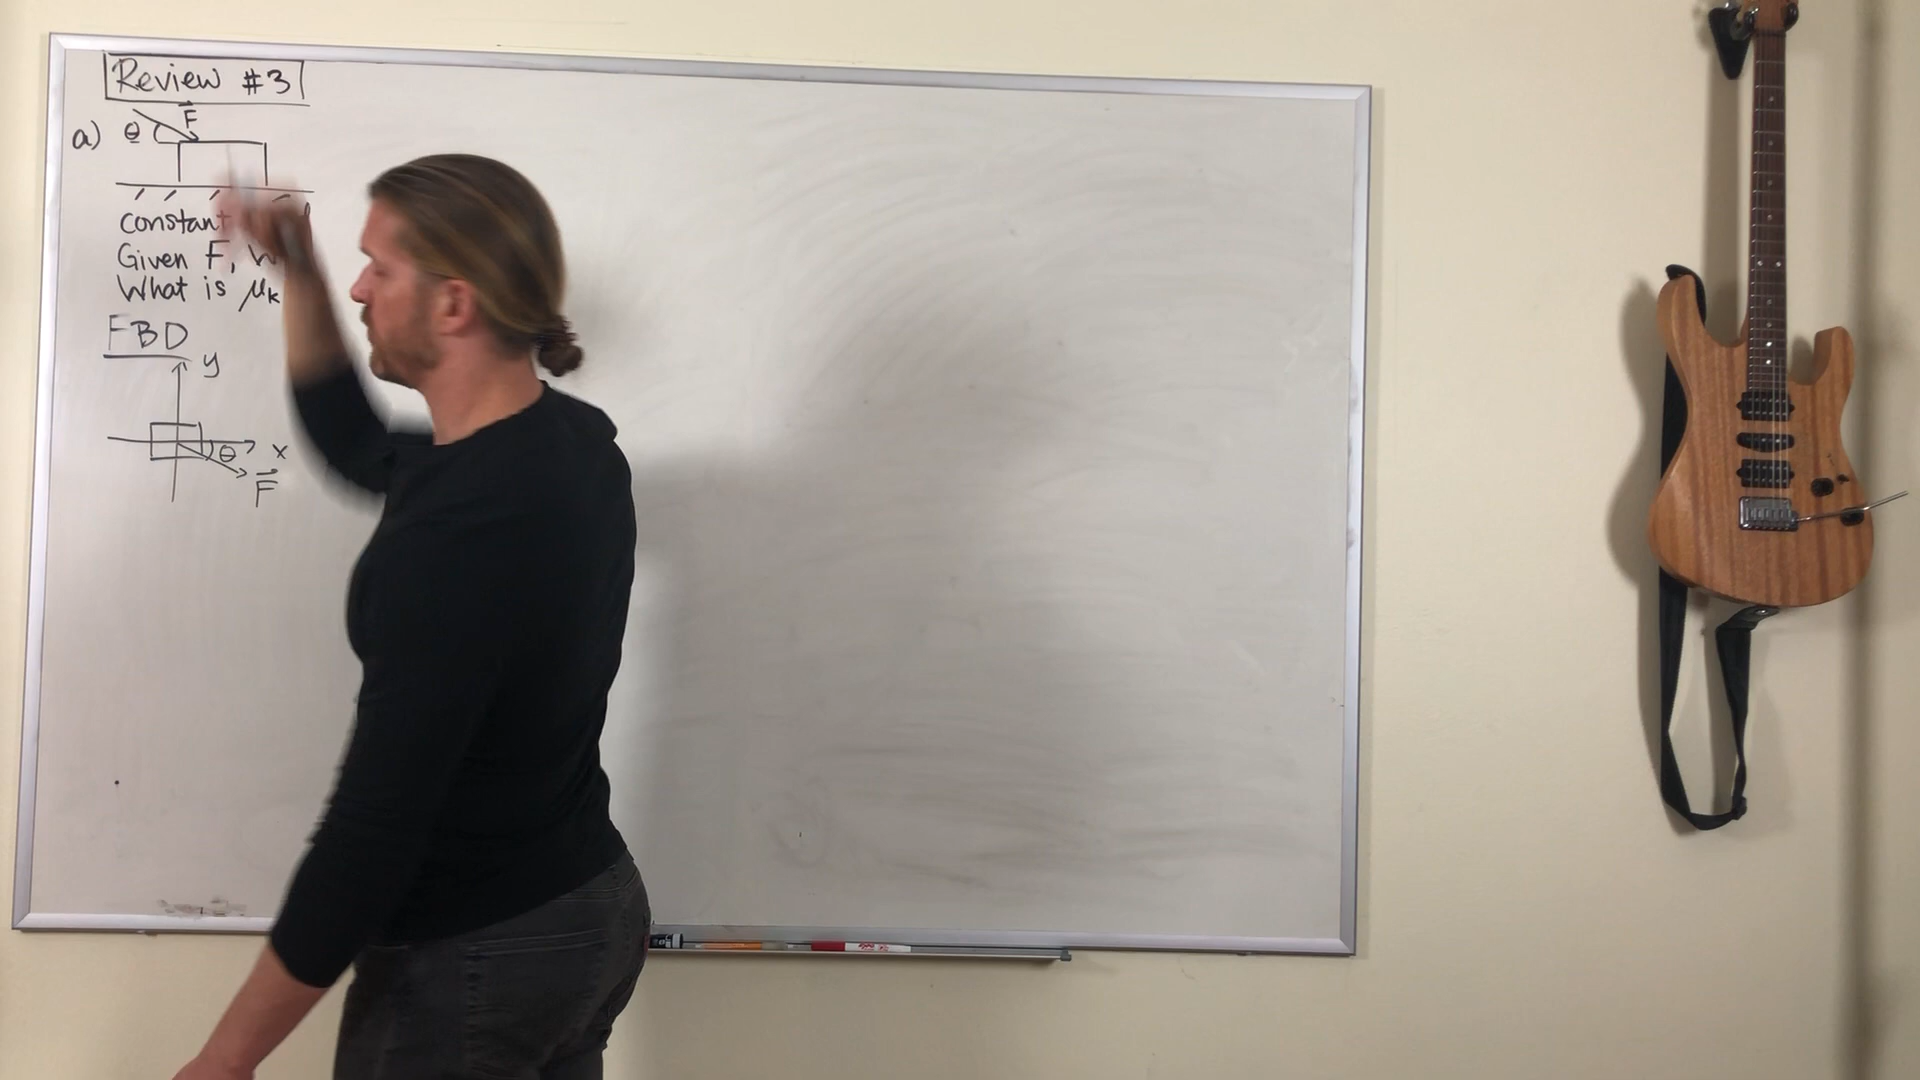 Review #3
a) θ F
constant
Given F, W
What is μk
FBD
y
θ x
F